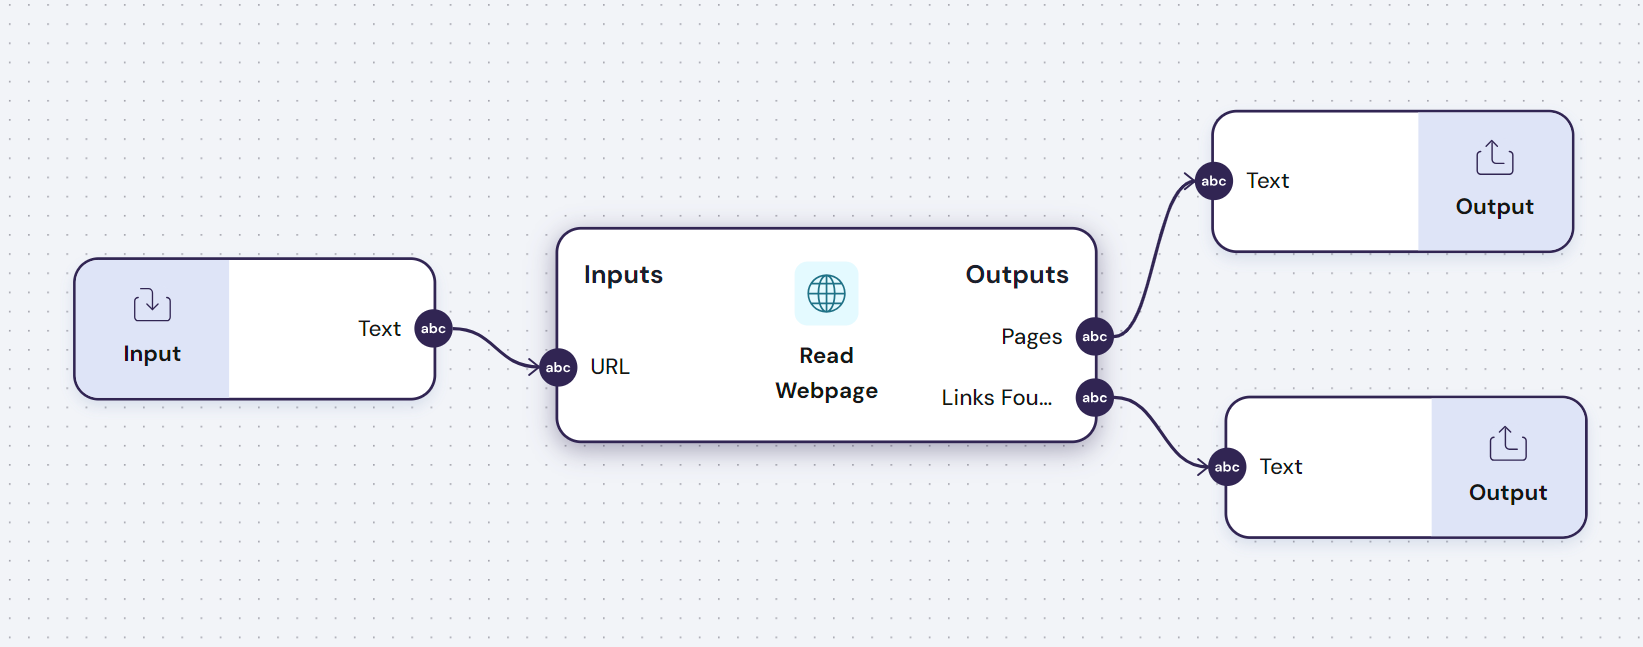 Input
Text
abc
Inputs
abc
URL
Read
Webpage
Outputs
Pages
abc
Links Fou...
abc
abc
Text
Output
abc
Text
Output